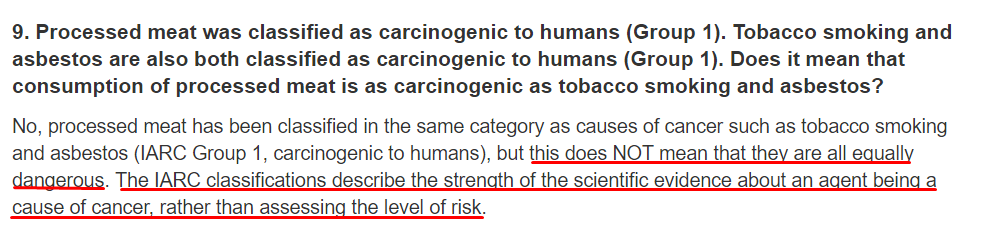 9. Processed meat was classified as carcinogenic to humans (Group 1). Tobacco smoking and
asbestos are also both classified as carcinogenic to humans (Group 1). Does it mean that
consumption of processed meat is as carcinogenic as tobacco smoking and asbestos?
No, processed meat has been classified in the same category as causes of cancer such as tobacco smoking
and asbestos (IARC Group 1, carcinogenic to humans), but this does NOT mean that they are all equally
dangerous. The IARC classifications describe the strength of the scientific evidence about an agent being a
cause of cancer, rather than assessing the level of risk.